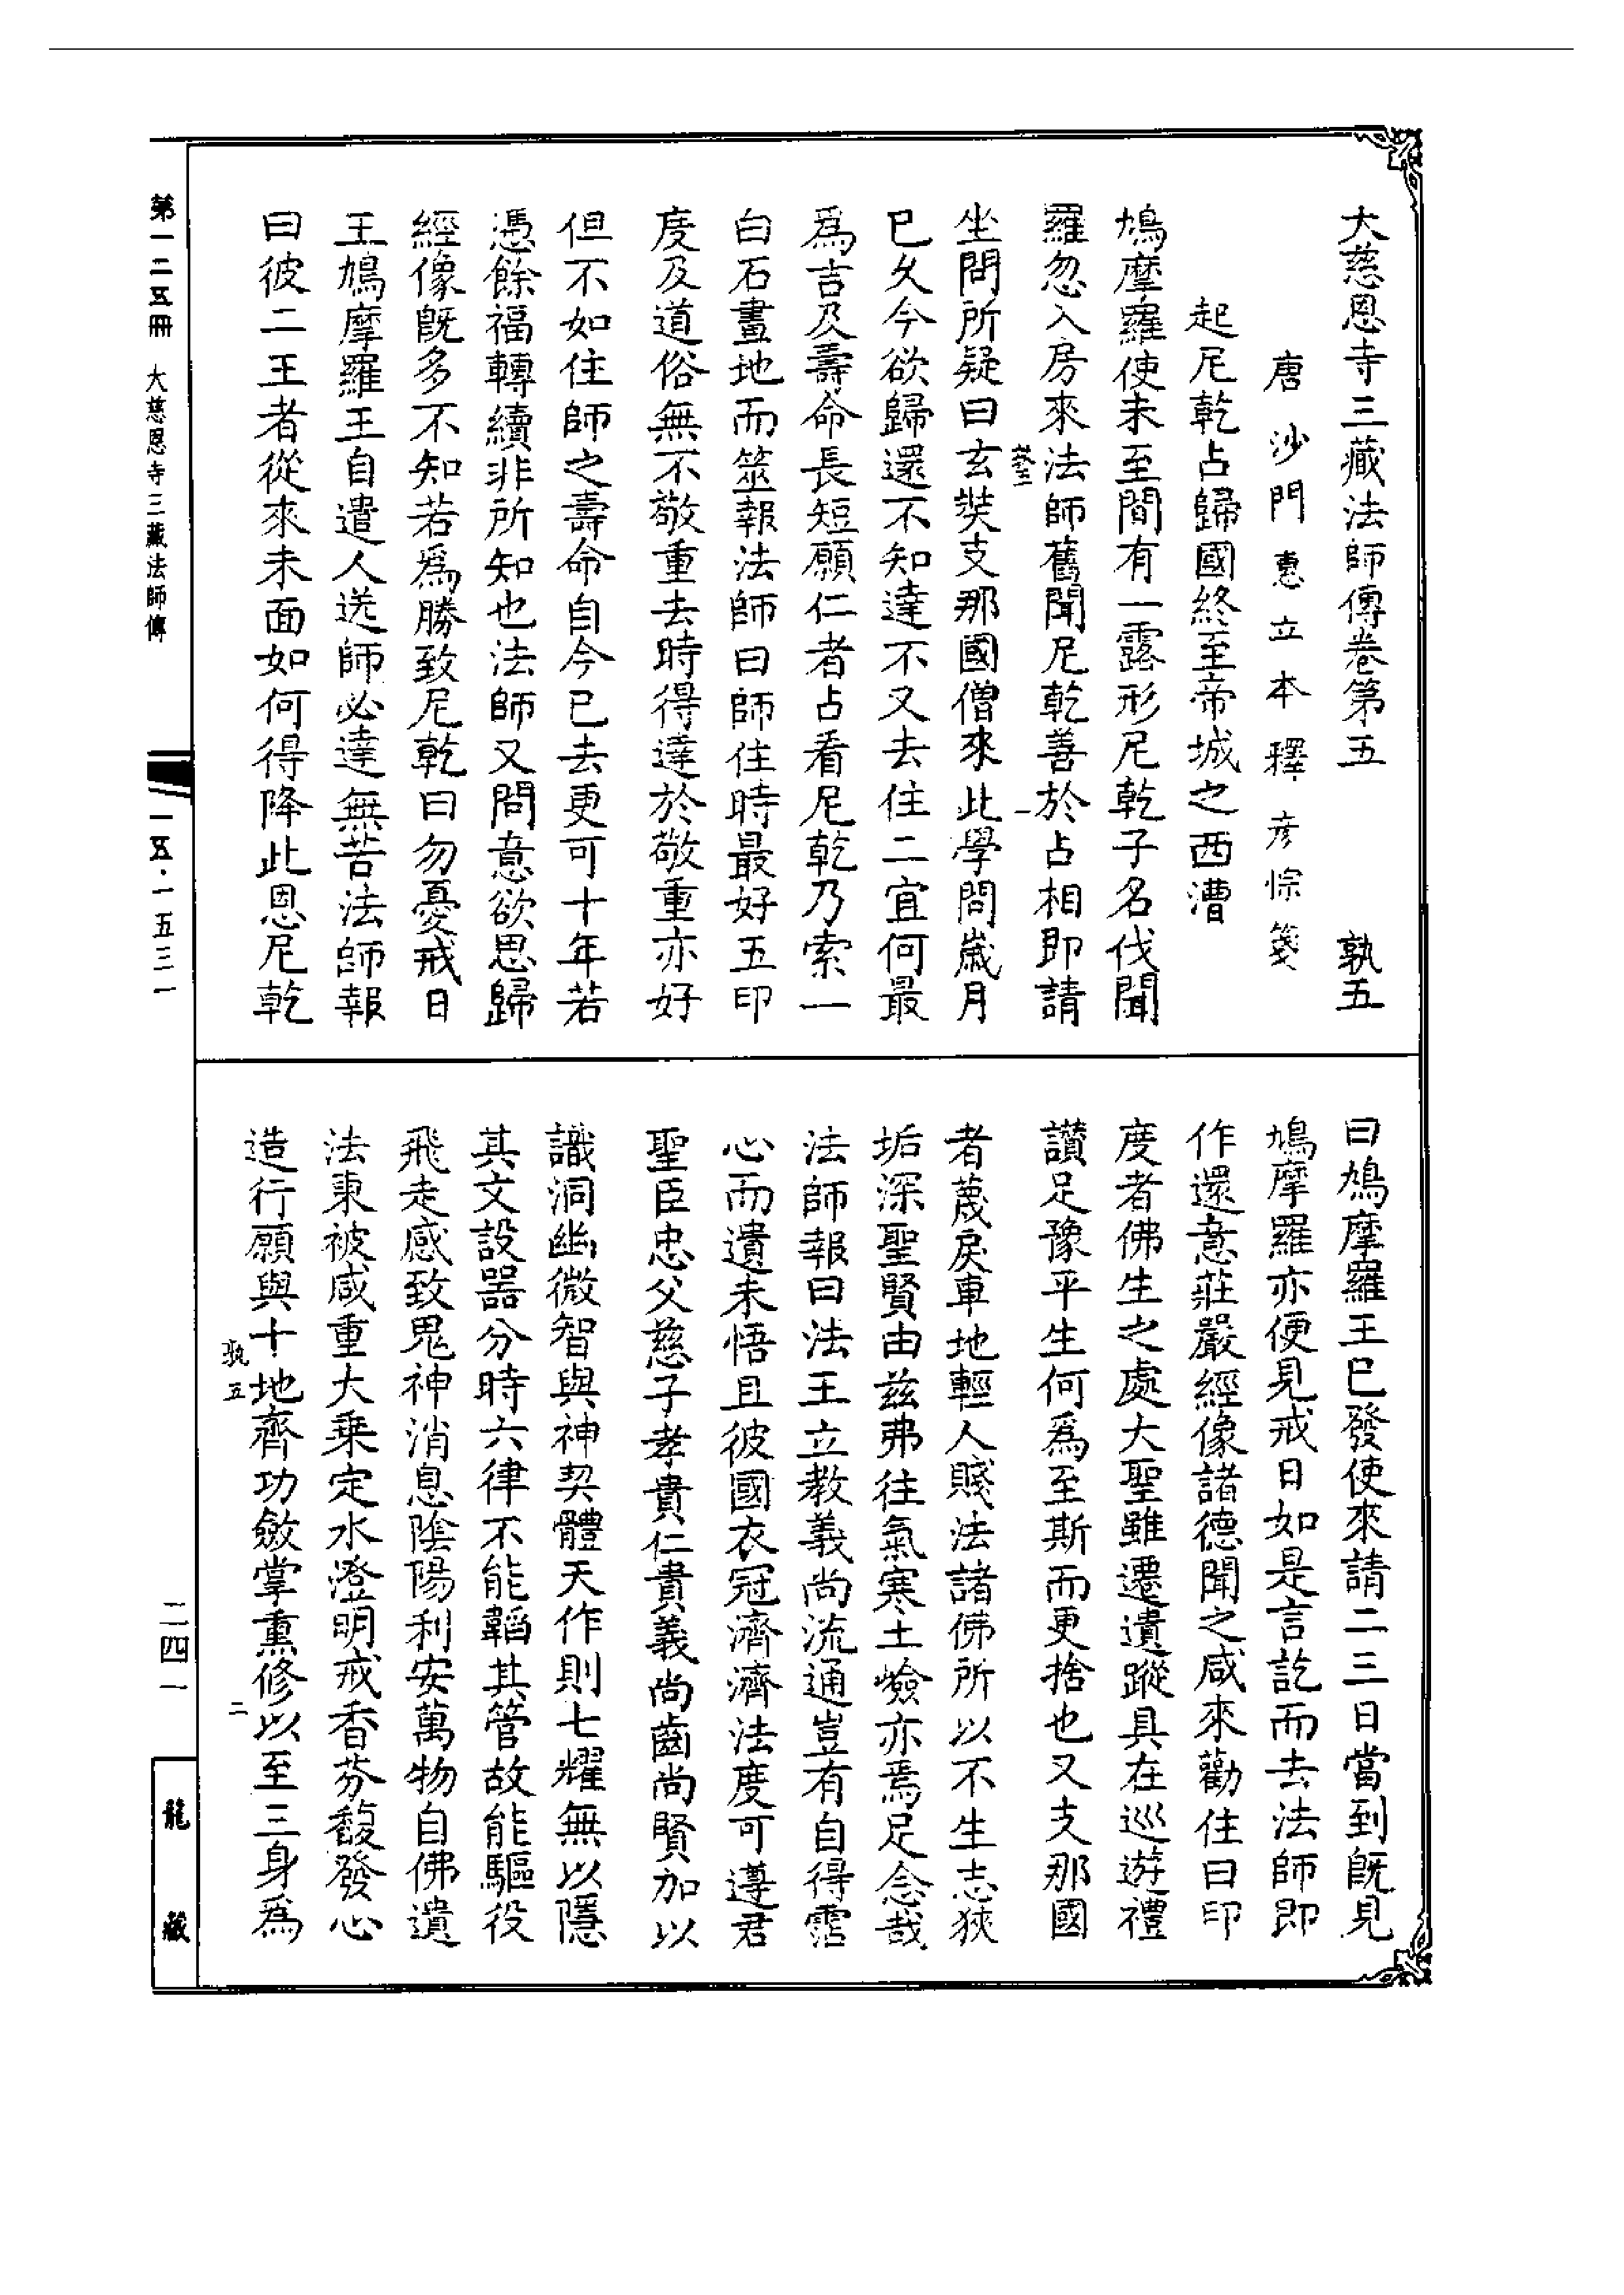 大慈恩寺三藏法師傳卷第五　孰五
唐沙門惠立本釋彦悰箋
起尼乾占歸國終至帝城之西漕
鳩摩羅使未至間有一露形尼乾子名伐闍
羅忽入房來法師舊聞尼乾善於占相即請
坐問所疑曰玄奘支那國僧來此學問歲月
已久今欲歸還不知達不又去住二宜何最
爲吉及壽命長短願仁者占看尼乾乃索一
白石畫地而筮報法師曰師住時最好五印
度及道俗無不敬重去時得達於敬重亦好
但不如住師之壽命自今已去更可十年若
憑餘福轉續非所知也法師又問意欲思歸
經像旣多不知若爲勝致尼乾曰勿憂戒日
王鳩摩羅王自遣人送師必達無苦法師報
曰彼二王者從來未面如何得降此恩尼乾
曰鳩摩羅王已發使來請二三日當到旣見
鳩摩羅亦便見戒日如是言訖而去法師即
作還意莊嚴經像諸德聞之咸來勸住曰印
度者佛生之處大聖雖遷遺蹤具在巡遊禮
讚足豫平生何爲至斯而更捨也又支那國
者蔑戾車地輕人賤法諸佛所以不生志狹
垢深聖賢由兹弗往氣寒土嶮亦焉足念哉
法師報曰法王立教義尚流通豈有自得霑
心而遺未悟且彼國衣冠濟濟法度可遵君
聖臣忠父慈子孝貴仁貴義尚齒尚賢加以
識洞幽微智與神契體天作則七耀無以隱
其文設器分時六律不能韜其管故能驅役
飛走感致鬼神消息陰陽利安萬物自佛遺
法東被咸重大乗定水澄明戒香芬馥發心
造行願與十地齊功斂掌熏修以至三身爲
孰五
二
第一二五冊　大慈恩寺三藏法師傳
一五·一五三一
二四一
龍藏